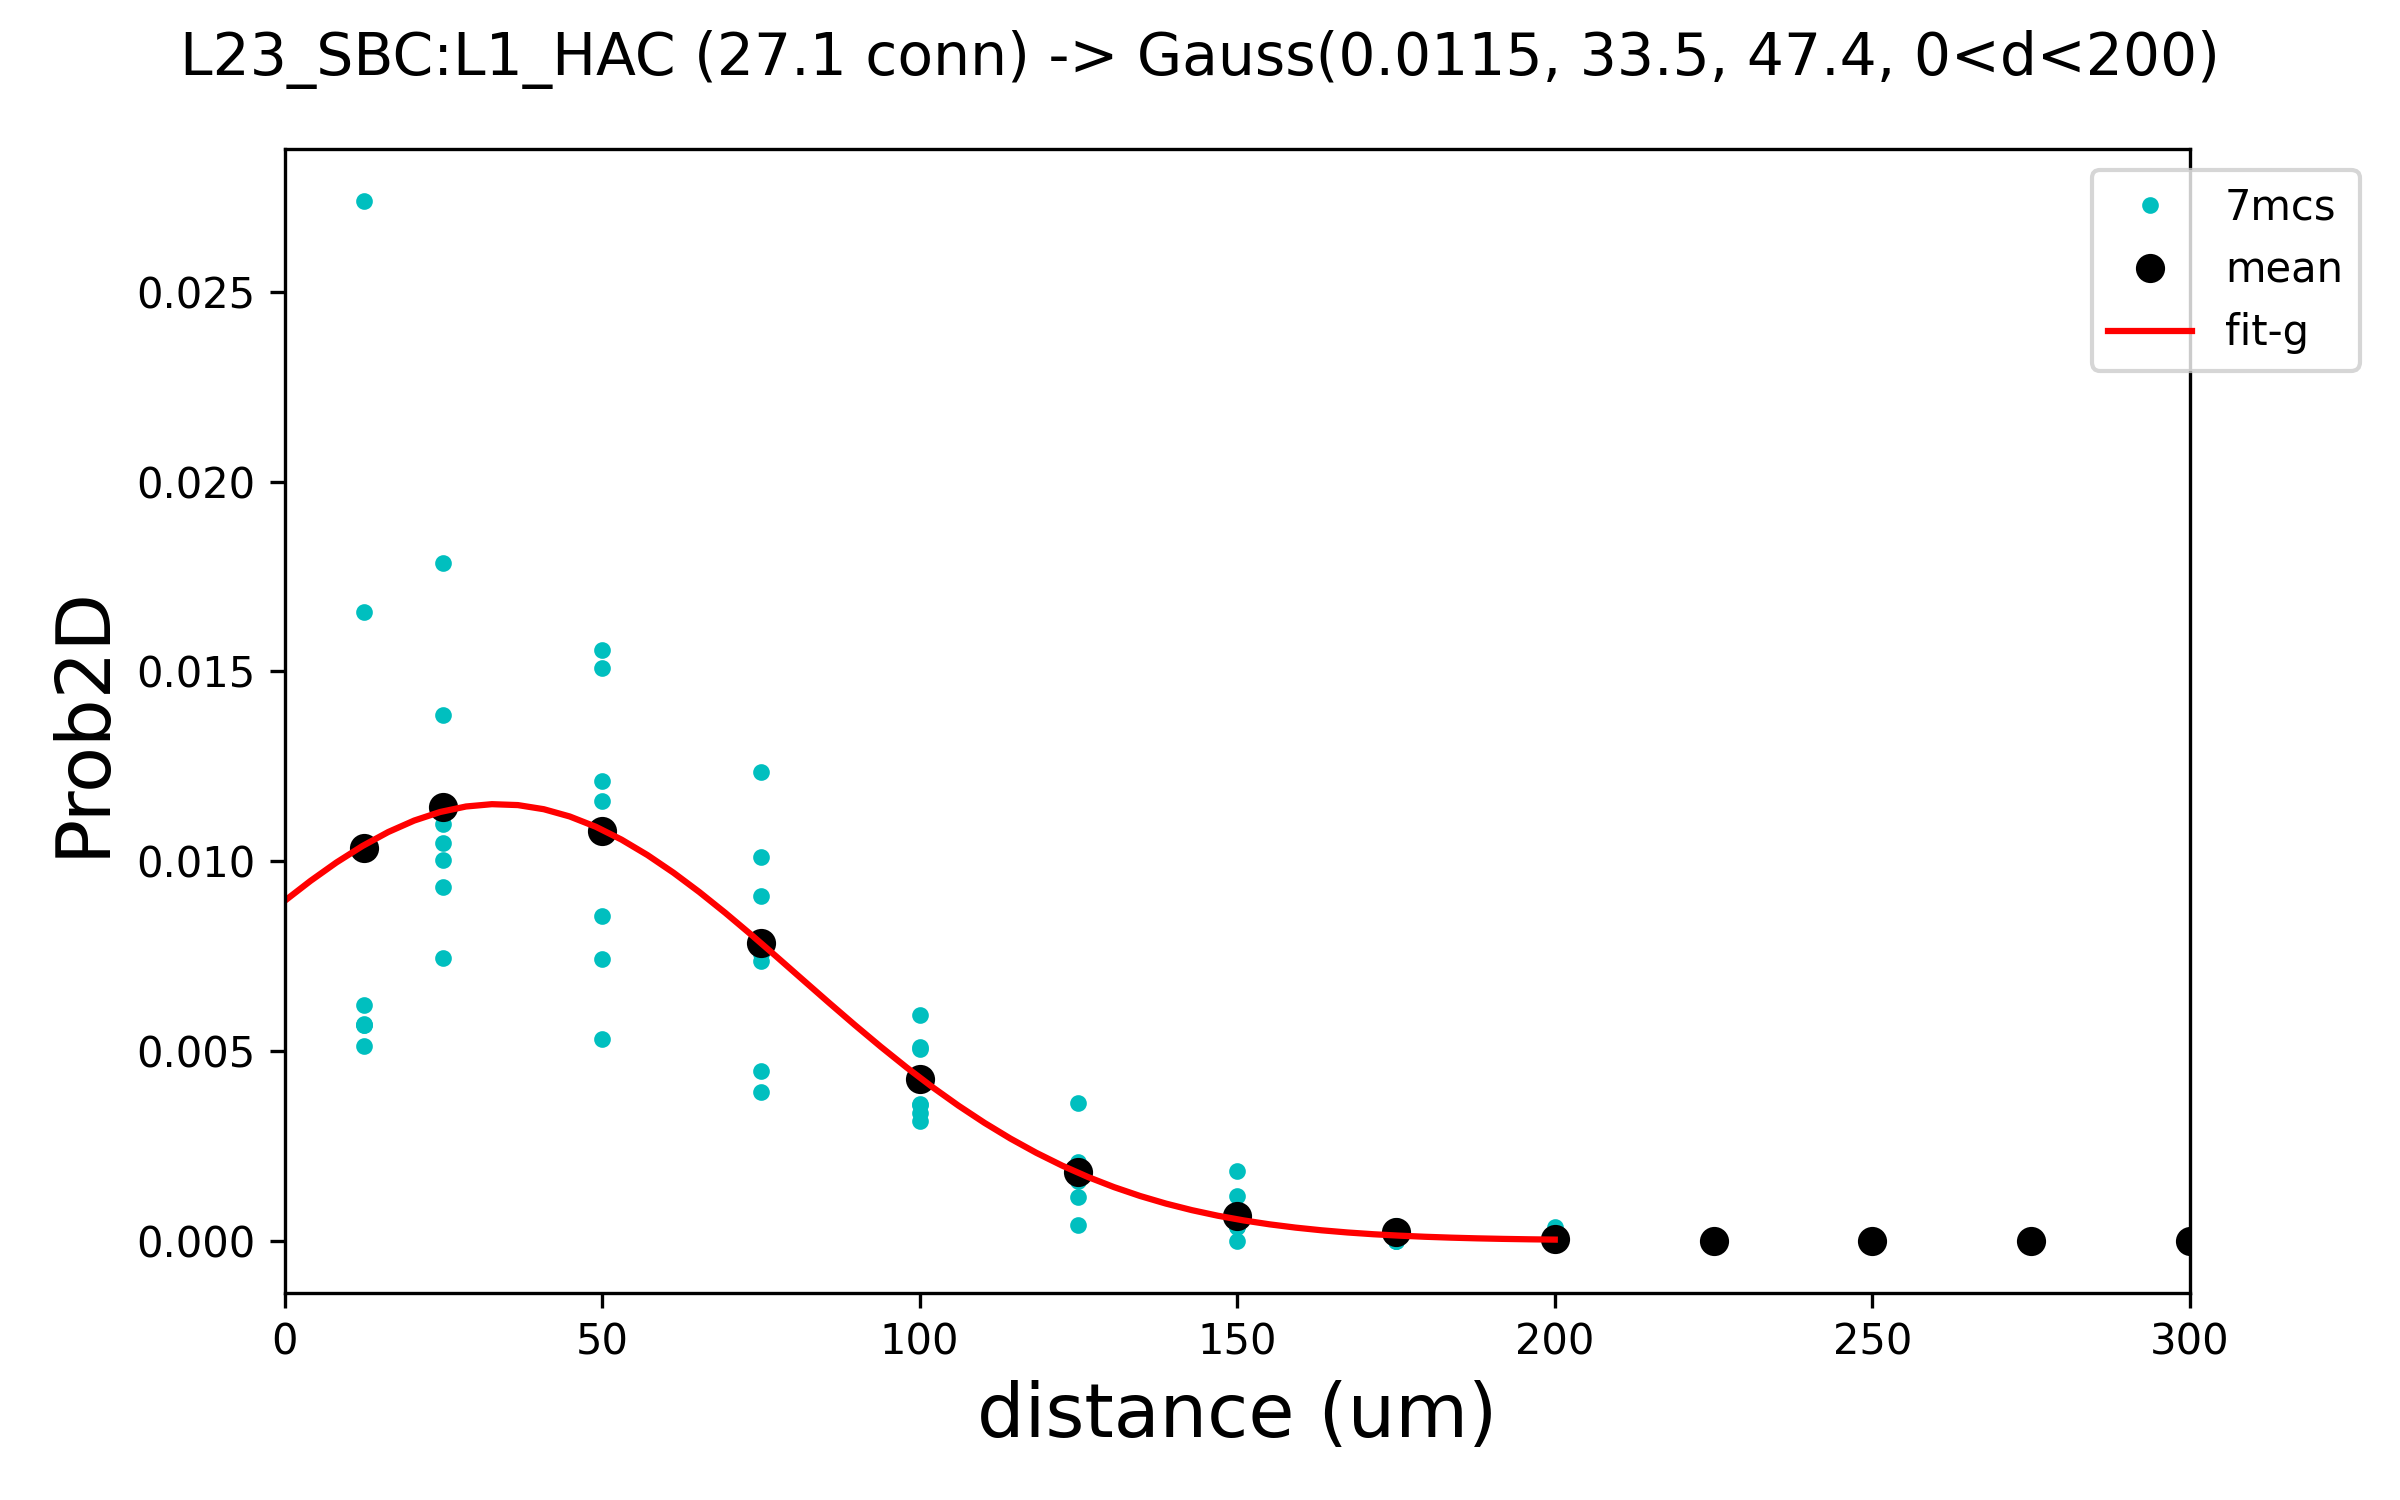 L23_SBC:L1_HAC (27.1 conn) -> Gauss(0.0115, 33.5, 47.4, 0<d<200)
7mcs
mean
fit-g
0.025
0.020
0.015
0.010
0.005
0.000
Prob2D
0 50 100 150 200 250 300
distance (um)